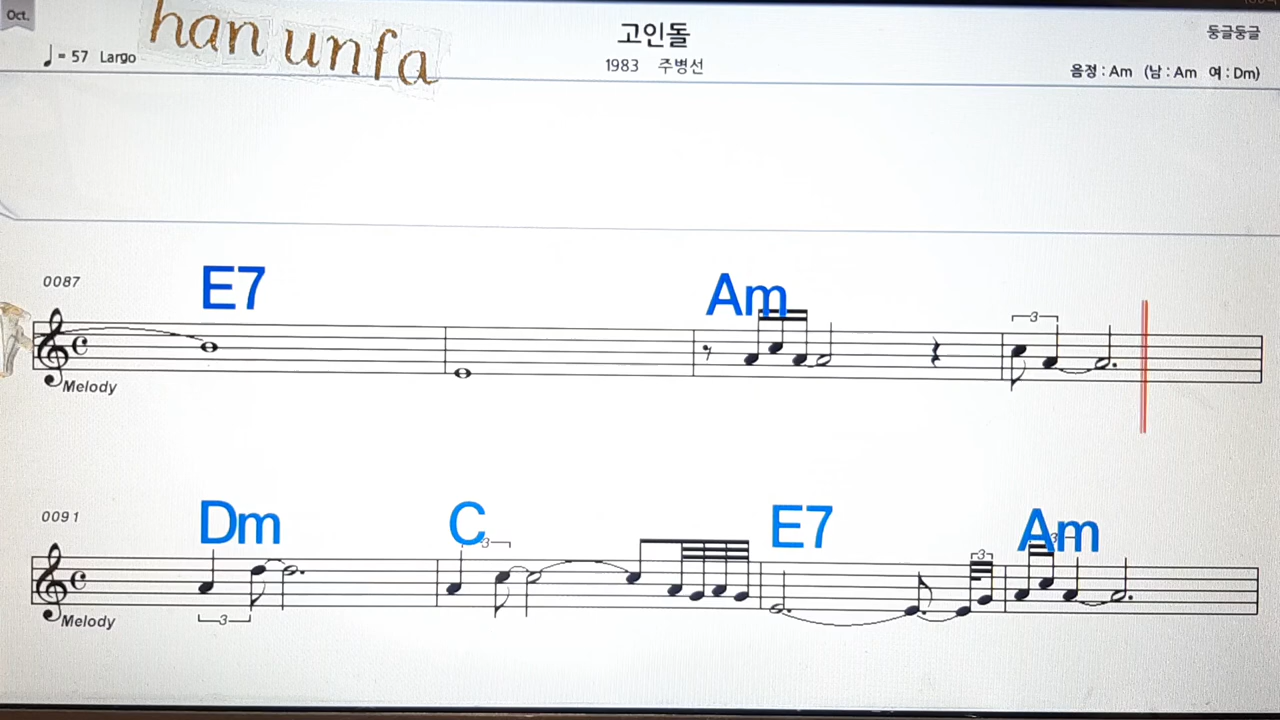 Oct.
han unfa
♩= 57 Largo
고인돌
1983 주병선
둥글둥글
음정 : Am (남 : Am 여 : Dm)
0087
E7 Am
3
Melody
0091
Dm C E7 Am
3 3 3
3
Melody